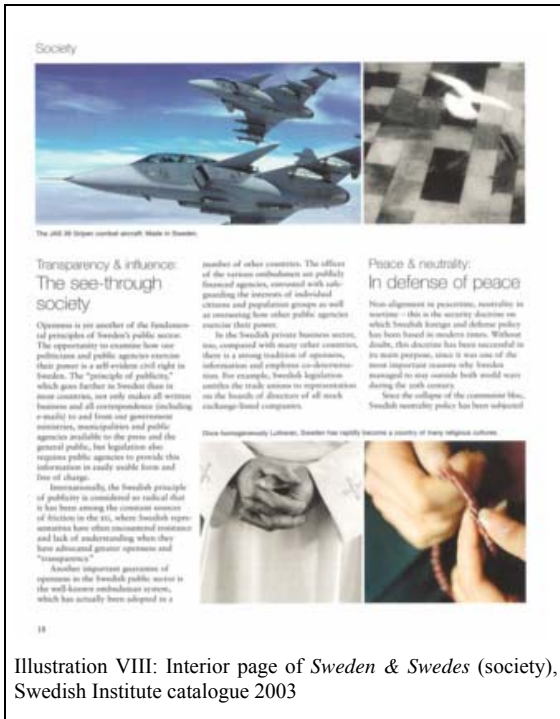 Society
The JAS 39 Gripen combat aircraft: Made in Sweden.
Transparency & influence:
The see-through
society
Openness is yet another of the fundamen-
tal principles of Sweden's public sector.
The opportunity to examine how our
politicians and public agencies exercise
their power is a self-evident civil right in
Sweden. The "principle of publicity,"
which goes further in Sweden than in
most countries, not only makes all written
business and all correspondence (including
e-mails) to and from our government
ministries, municipalities and public
agencies available to the press and the
general public, but legislation also
requires public agencies to provide this
information in easily usable form and
free of charge.
Internationally, the Swedish principle
of publicity is considered so radical that
it has been among the constant sources
of friction in the EU, where Swedish repre-
sentatives have often encountered resistance
and lack of understanding when they
have advocated greater openness and
"transparency."
Another important guarantee of
openness in the Swedish public sector is
the well-known ombudsman system,
which has actually been adopted in a
number of other countries. The offices
of the various ombudsmen are publicly
financed agencies, entrusted with safe-
guarding the interests of individual
citizens and population groups as well
as overseeing how other public agencies
exercise their power.
In the Swedish private business sector,
too, compared with many other countries,
there is a strong tradition of openness,
information and employee co-determina-
tion. For example, Swedish legislation
entitles the trade unions to representation
on the boards of directors of all stock
exchange-listed companies.
Peace & neutrality:
In defense of peace
Non-alignment in peacetime, neutrality in
wartime – this is the security doctrine on
which Swedish foreign and defense policy
has been based in modern times. Without
doubt, this doctrine has been successful in
its main purpose, since it was one of the
most important reasons why Sweden
managed to stay outside both world wars
during the 20th century.
Since the collapse of the communist bloc,
Swedish neutrality policy has been subjected
Once homogeneously Lutheran, Sweden has rapidly become a country of many religious cultures.
18
Illustration VIII: Interior page of Sweden & Swedes (society),
Swedish Institute catalogue 2003